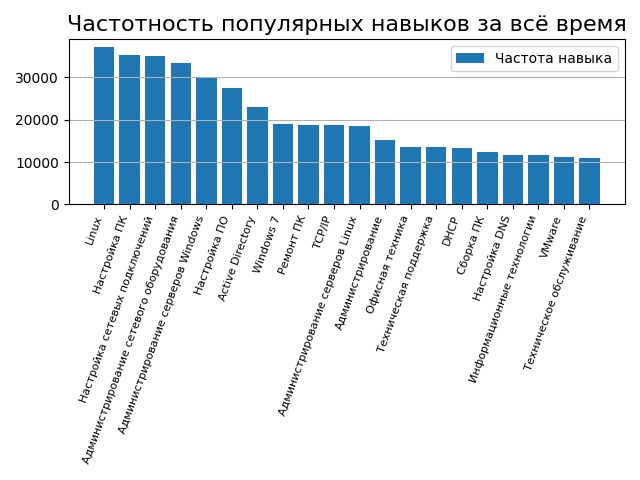 Частотность популярных навыков за всё время
Частота навыка
30000
20000
10000
0
Linux
Настройка ПК
Настройка сетевых подключений
Администрирование сетевого оборудования
Администрирование серверов Windows
Настройка ПО
Active Directory
Windows 7
Ремонт ПК
TCP/IP
Администрирование серверов Linux
Администрирование
Офисная техника
Техническая поддержка
DHCP
Сборка ПК
Настройка DNS
Информационные технологии
VMware
Техническое обслуживание